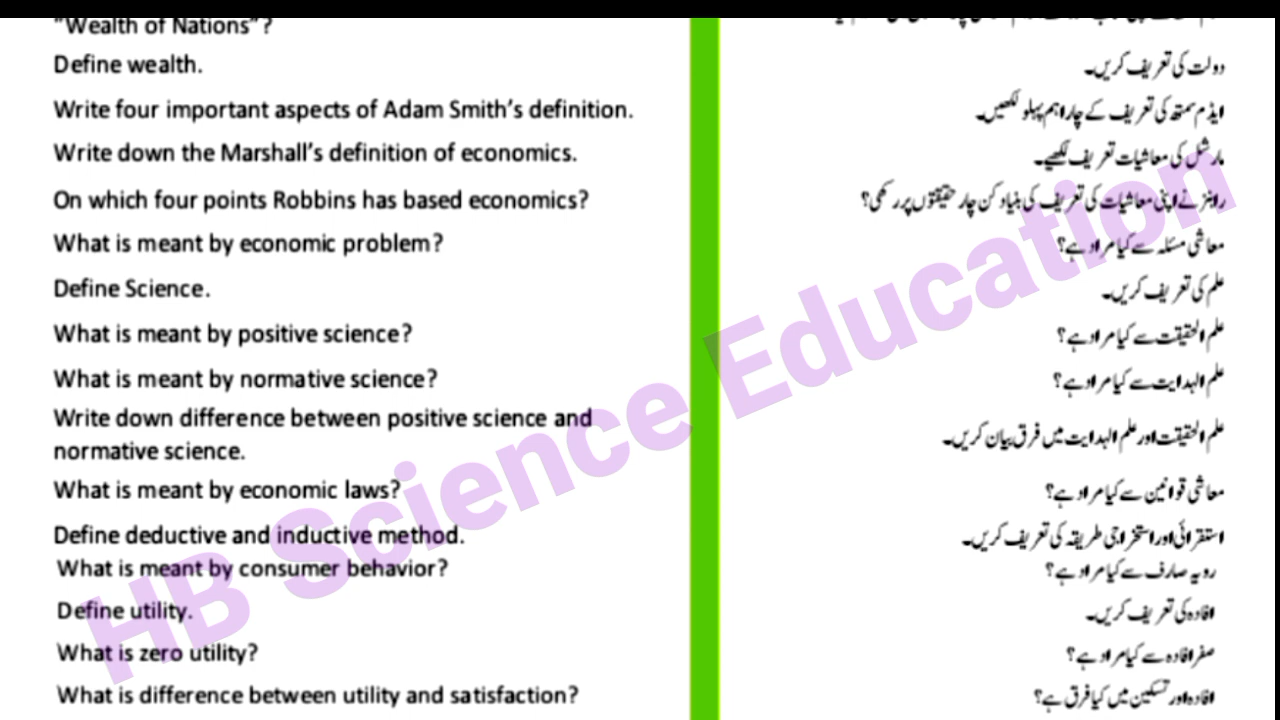 "Wealth of Nations"?
Define wealth.
دولت کی تعریف کریں۔
Write four important aspects of Adam Smith's definition.
ایڈم سمتھ کی تعریف کے چار اہم پہلو لکھیں۔
Write down the Marshall's definition of economics.
مارشل کی معاشیات تعریف لکھیے۔
On which four points Robbins has based economics?
رابنز نے اپنی معاشیات کی تعریف کی بنیاد کن چار حقیقتوں پر رکھی؟
What is meant by economic problem?
معاشی مسئلہ سے کیا مراد ہے؟
Define Science.
علم کی تعریف کریں۔
What is meant by positive science?
علم الحقیقت سے کیا مراد ہے؟
What is meant by normative science?
علم الہدایت سے کیا مراد ہے؟
Write down difference between positive science and
normative science.
علم الحقیقت اور علم الہدایت میں فرق بیان کریں۔
What is meant by economic laws?
معاشی قوانین سے کیا مراد ہے؟
Define deductive and inductive method.
استقرائی اور استخراجی طریقہ کی تعریف کریں۔
What is meant by consumer behavior?
رویہ صارف سے کیا مراد ہے؟
Define utility.
افادہ کی تعریف کریں۔
What is zero utility?
صفر افادہ سے کیا مراد ہے؟
What is difference between utility and satisfaction?
افادہ اور تسکین میں کیا فرق ہے؟
HB Science Education